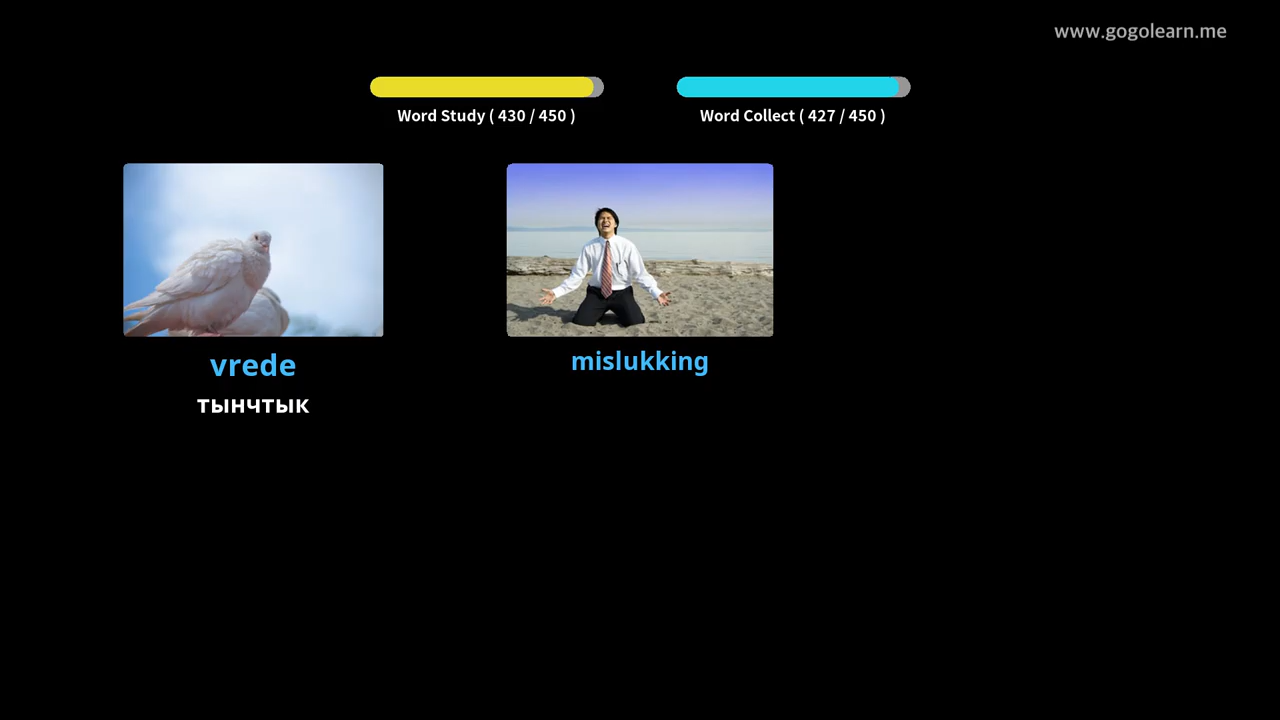 www.gogolearn.me
Word Study ( 430 / 450 )
Word Collect ( 427 / 450 )
vrede
mislukking
тынчтык